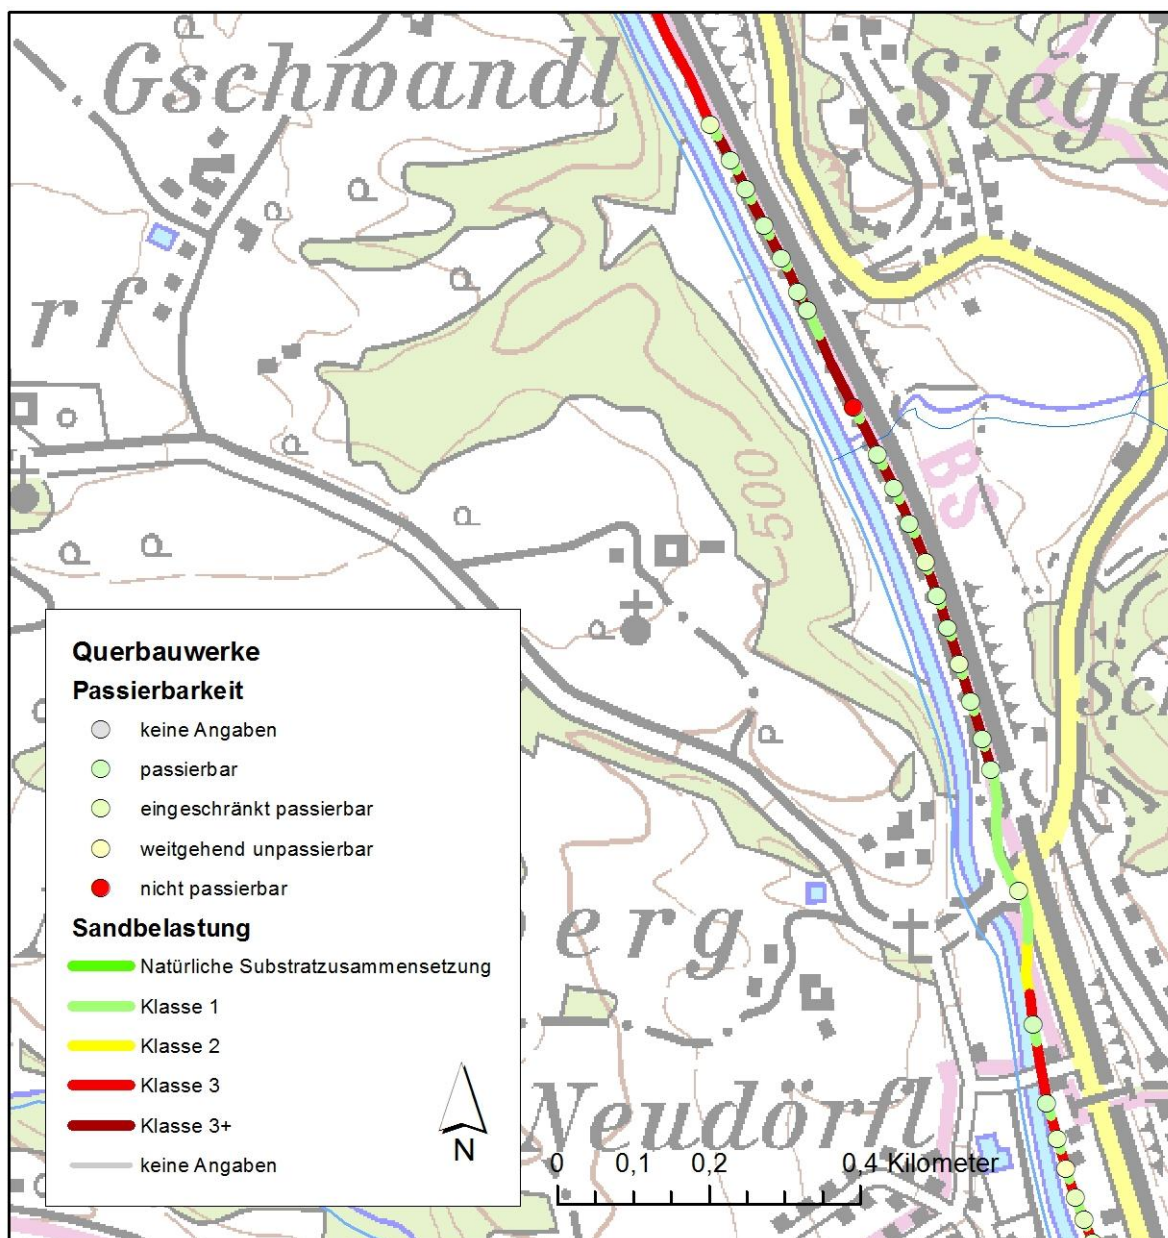 Gschwandl
Siege
rf
BS
500
Sc
Querbauwerke
Passierbarkeit
keine Angaben
passierbar
eingeschränkt passierbar
weitgehend unpassierbar
nicht passierbar
Sandbelastung
Natürliche Substratzusammensetzung
Klasse 1
Klasse 2
Klasse 3
Klasse 3+
keine Angaben
N
berg
Neudörfl
0 0,1 0,2 0,4 Kilometer